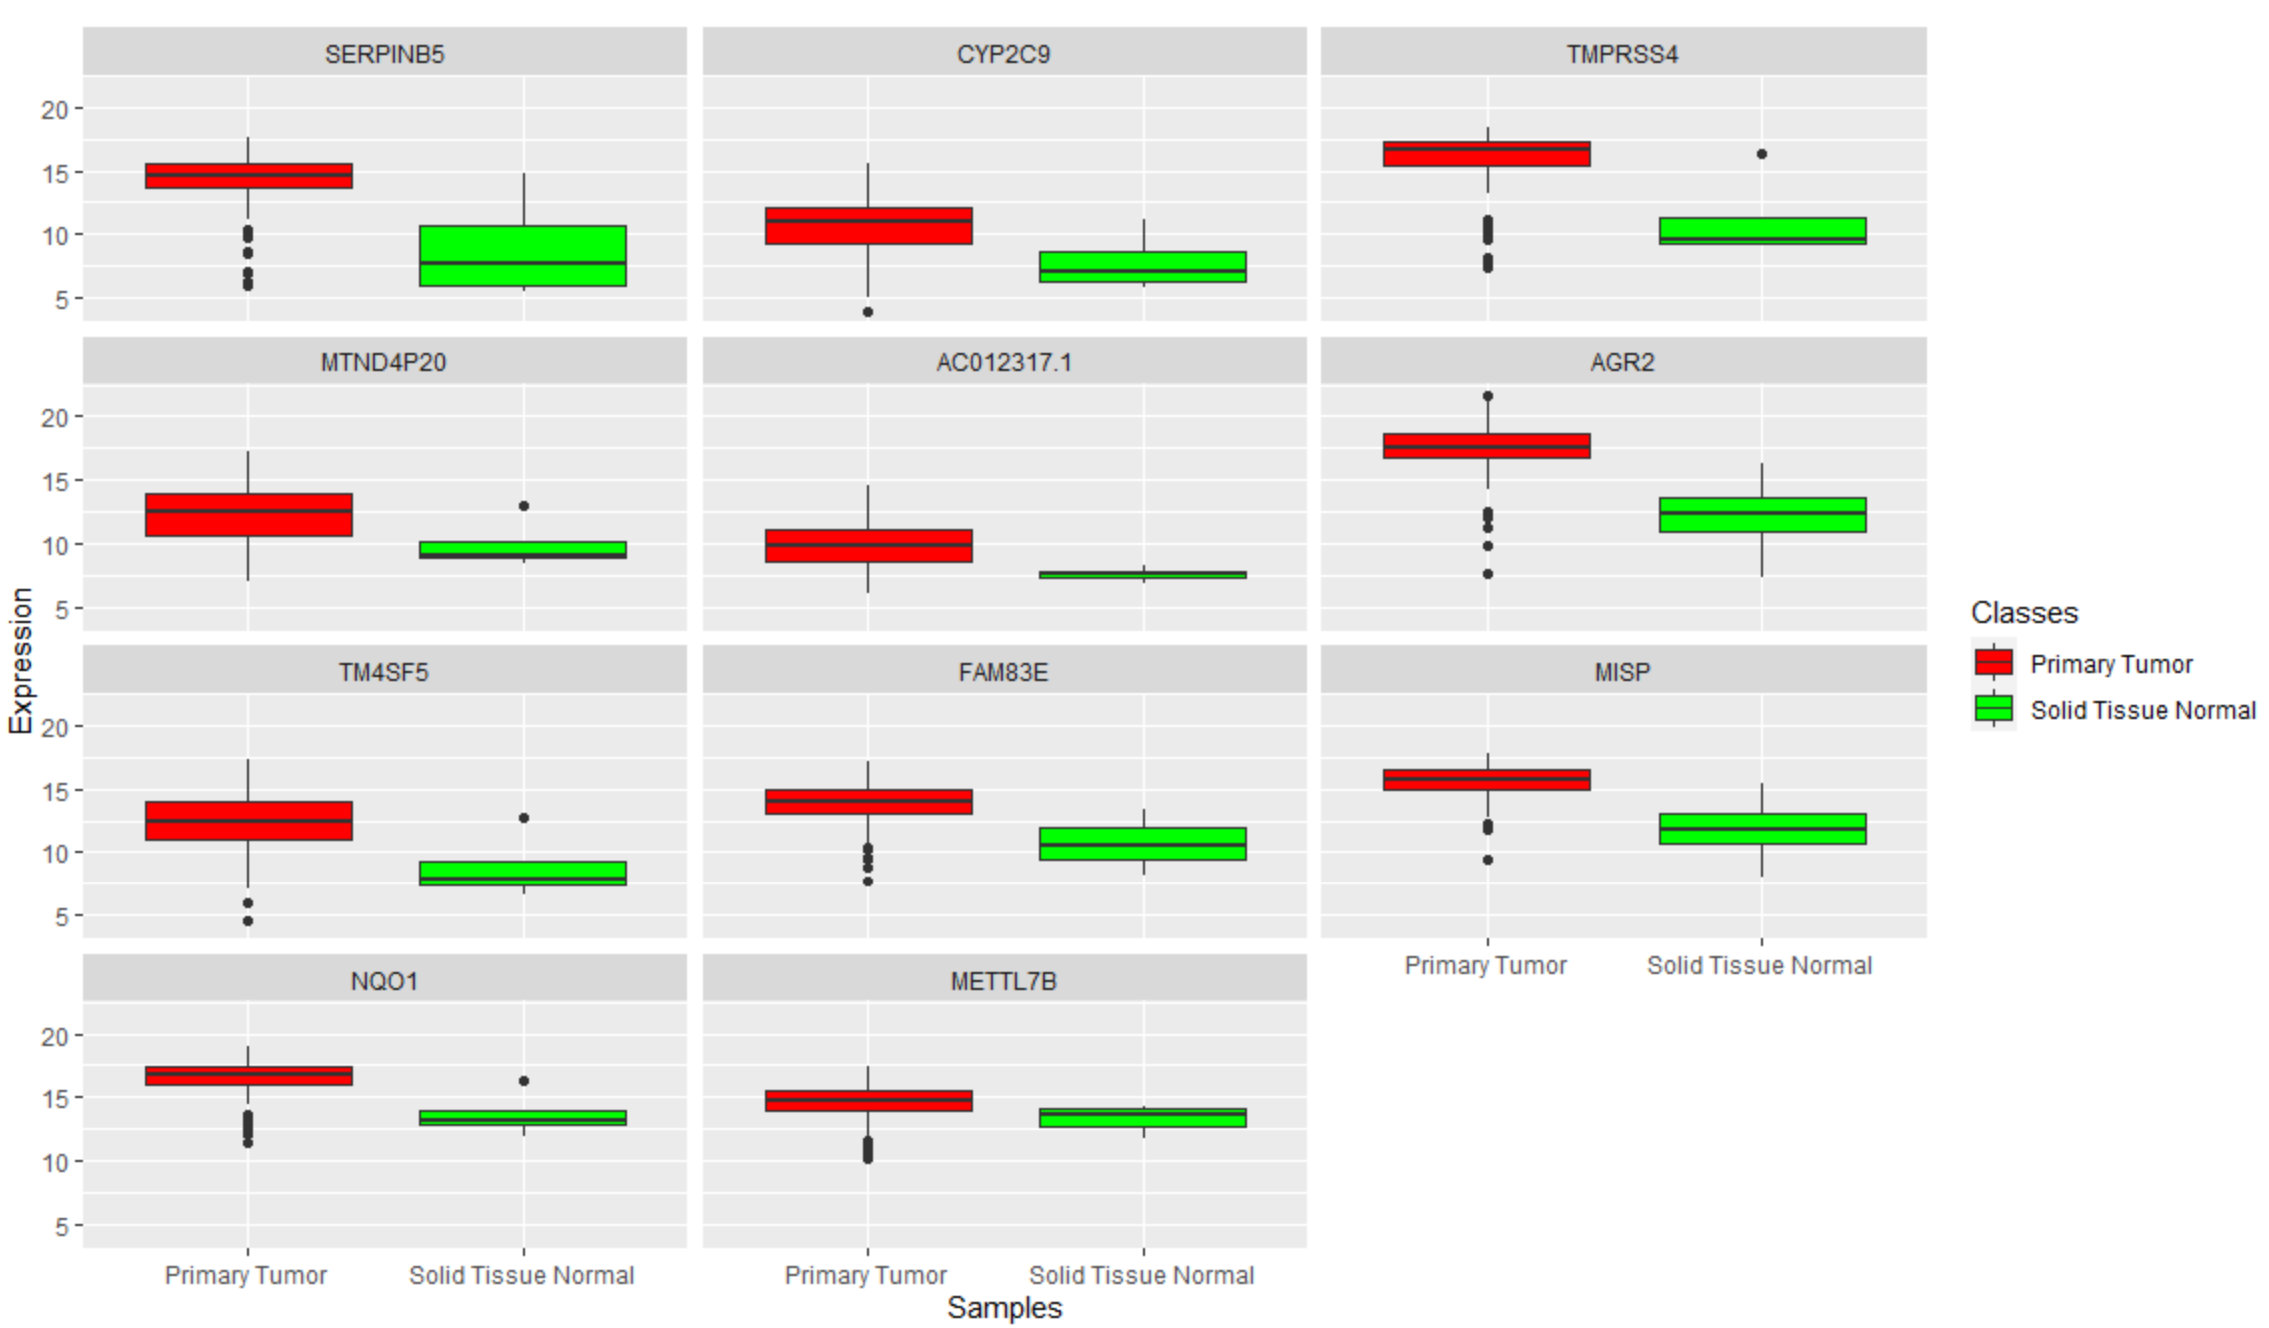 SERPINB5 CYP2C9 TMPRSS4
20
15
10
5
MTND4P20 AC012317.1 AGR2
20
15
10
5
Expression
TM4SF5 FAM83E MISP
20
15
10
5
Primary Tumor Solid Tissue Normal
NQO1 METTL7B
20
15
10
5
Primary Tumor Solid Tissue Normal Primary Tumor Solid Tissue Normal
Samples
Classes
Primary Tumor
Solid Tissue Normal